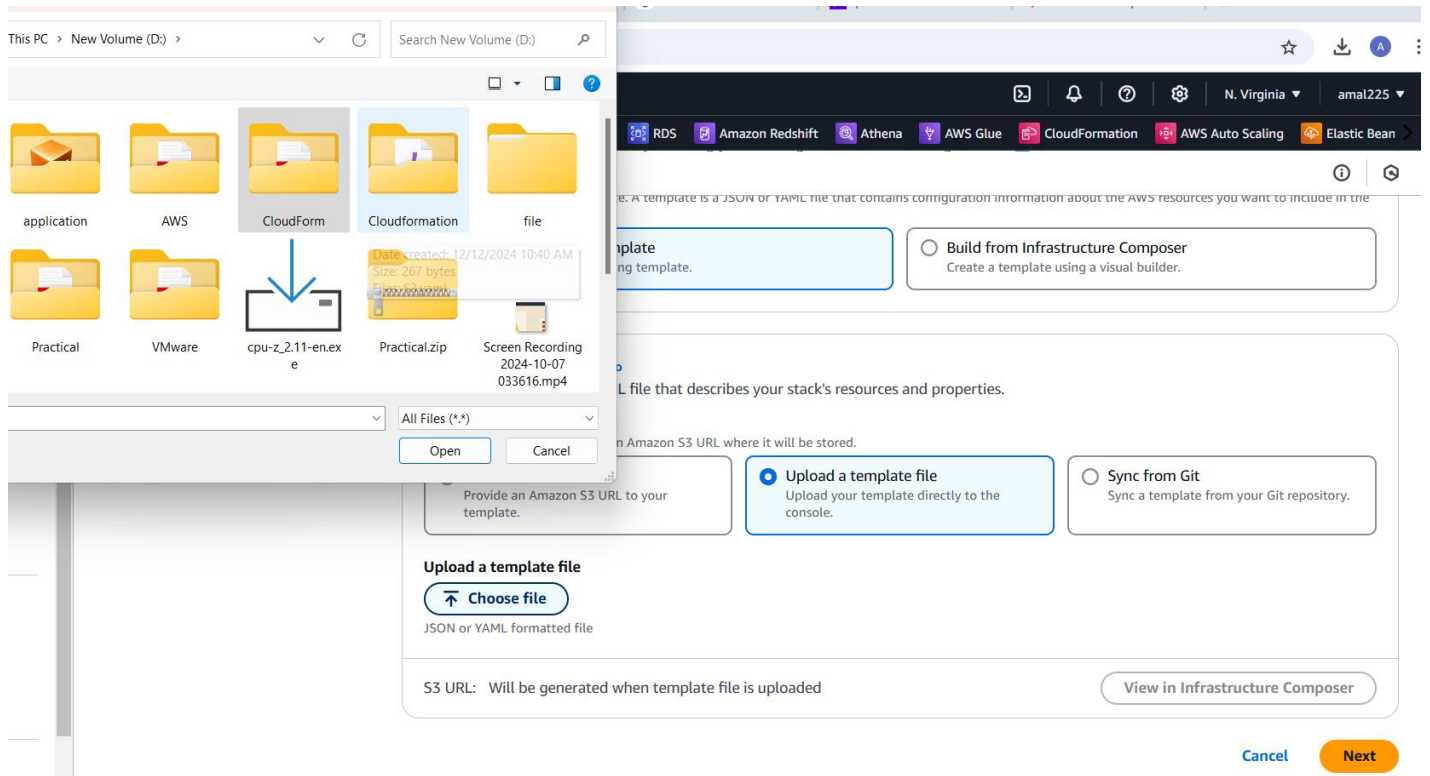 This PC > New Volume (D:) >
Search New Volume (D:)
A
N. Virginia ▼
amal225 ▼
RDS
Amazon Redshift
Athena
AWS Glue
CloudFormation
AWS Auto Scaling
Elastic Bean
application
AWS
CloudForm
Cloudformation
file
Date created: 12/12/2024 10:40 AM
Size: 267 bytes
Practical
VMware
cpu-z_2.11-en.ex
e
Practical.zip
Screen Recording
2024-10-07
033616.mp4
All Files (*.*)
Open
Cancel
e. A template is a JSON or YAML file that contains configuration information about the AWS resources you want to include in the
mplate
ng template.
Build from Infrastructure Composer
Create a template using a visual builder.
L file that describes your stack's resources and properties.
n Amazon S3 URL where it will be stored.
Provide an Amazon S3 URL to your
template.
Upload a template file
Upload your template directly to the
console.
Sync from Git
Sync a template from your Git repository.
Upload a template file
Choose file
JSON or YAML formatted file
S3 URL: Will be generated when template file is uploaded
View in Infrastructure Composer
Cancel
Next